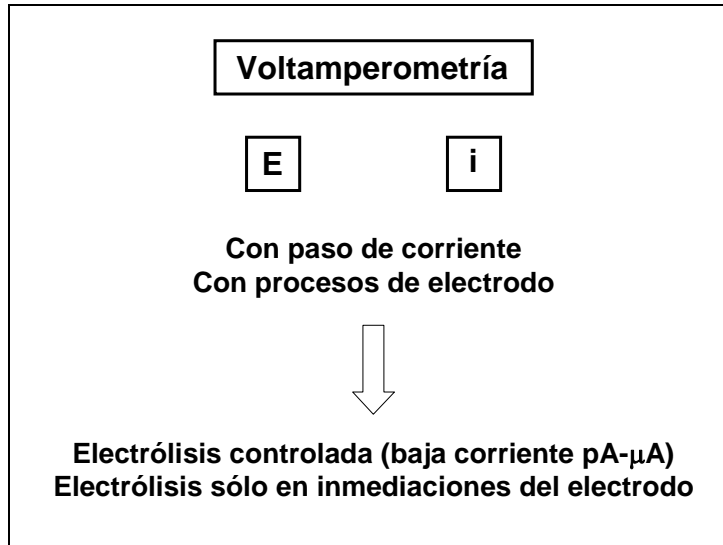 Voltamperometría
E i
Con paso de corriente
Con procesos de electrodo
Electrólisis controlada (baja corriente pA-μA)
Electrólisis sólo en inmediaciones del electrodo